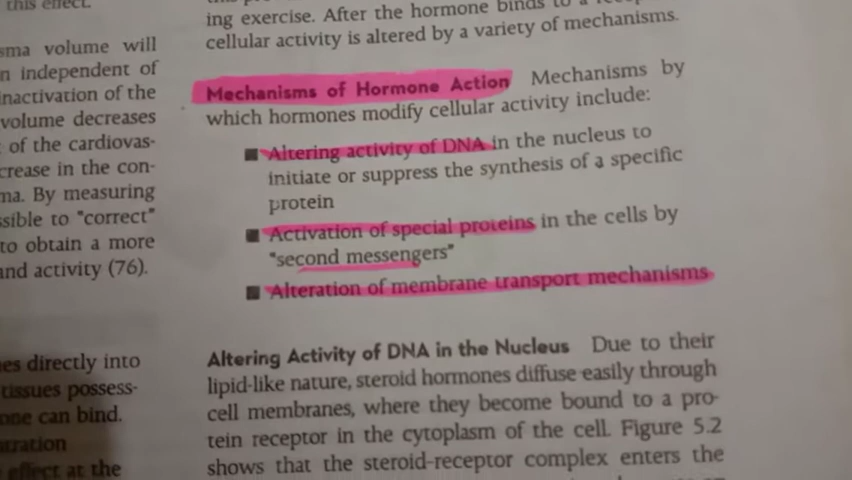 this effect.
sma volume will
n independent of
inactivation of the
volume decreases
of the cardiovas-
crease in the con-
ma. By measuring
ssible to "correct"
to obtain a more
and activity (76).
es directly into
tissues possess-
one can bind.
ntration
effect at the
ing exercise. After the hormone binds to a
cellular activity is altered by a variety of mechanisms.
Mechanisms of Hormone Action Mechanisms by
which hormones modify cellular activity include:
■ Altering activity of DNA in the nucleus to
initiate or suppress the synthesis of a specific
protein
■ Activation of special proteins in the cells by
"second messengers"
■ Alteration of membrane transport mechanisms
Altering Activity of DNA in the Nucleus Due to their
lipid-like nature, steroid hormones diffuse easily through
cell membranes, where they become bound to a pro-
tein receptor in the cytoplasm of the cell. Figure 5.2
shows that the steroid-receptor complex enters the